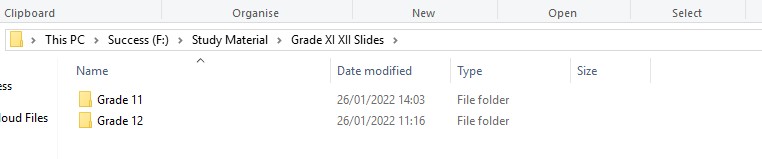 Clipboard Organise New Open Select
This PC Success (F:) Study Material Grade XI XII Slides
Name Date modified Type Size
ess
Grade 11 26/01/2022 14:03 File folder
loud Files
Grade 12 26/01/2022 11:16 File folder